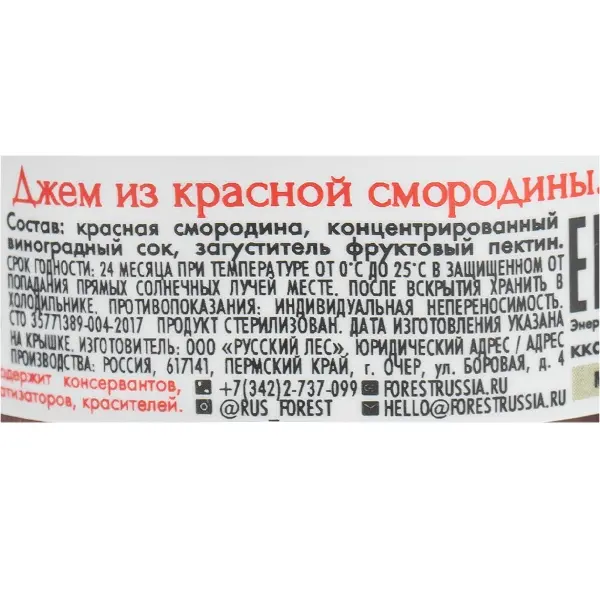 Джем из красной смородины.
Состав: красная смородина, концентрированный
виноградный сок, загуститель фруктовый пектин.
СРОК ГОДНОСТИ: 24 МЕСЯЦА ПРИ ТЕМПЕРАТУРЕ ОТ 0°С ДО 25°С В ЗАЩИЩЕННОМ ОТ
ПОПАДАНИЯ ПРЯМЫХ СОЛНЕЧНЫХ ЛУЧЕЙ МЕСТЕ. ПОСЛЕ ВСКРЫТИЯ ХРАНИТЬ В
ХОЛОДИЛЬНИКЕ. ПРОТИВОПОКАЗАНИЯ: ИНДИВИДУАЛЬНАЯ НЕПЕРЕНОСИМОСТЬ.
СТО 35771389-004-2017 ПРОДУКТ СТЕРИЛИЗОВАН. ДАТА ИЗГОТОВЛЕНИЯ УКАЗАНА
НА КРЫШКЕ. ИЗГОТОВИТЕЛЬ: ООО «РУССКИЙ ЛЕС», ЮРИДИЧЕСКИЙ АДРЕС / АДРЕС
ПРОИЗВОДСТВА: РОССИЯ, 617141, ПЕРМСКИЙ КРАЙ, Г. ОЧЕР, УЛ. БОРОВАЯ, Д. 4
одержит консервантов,
атизаторов, красителей.
+7(342)2-737-099 FORESTRUSSIA.RU
@RUS_FOREST HELLO@FORESTRUSSIA.RU
Энер
кка